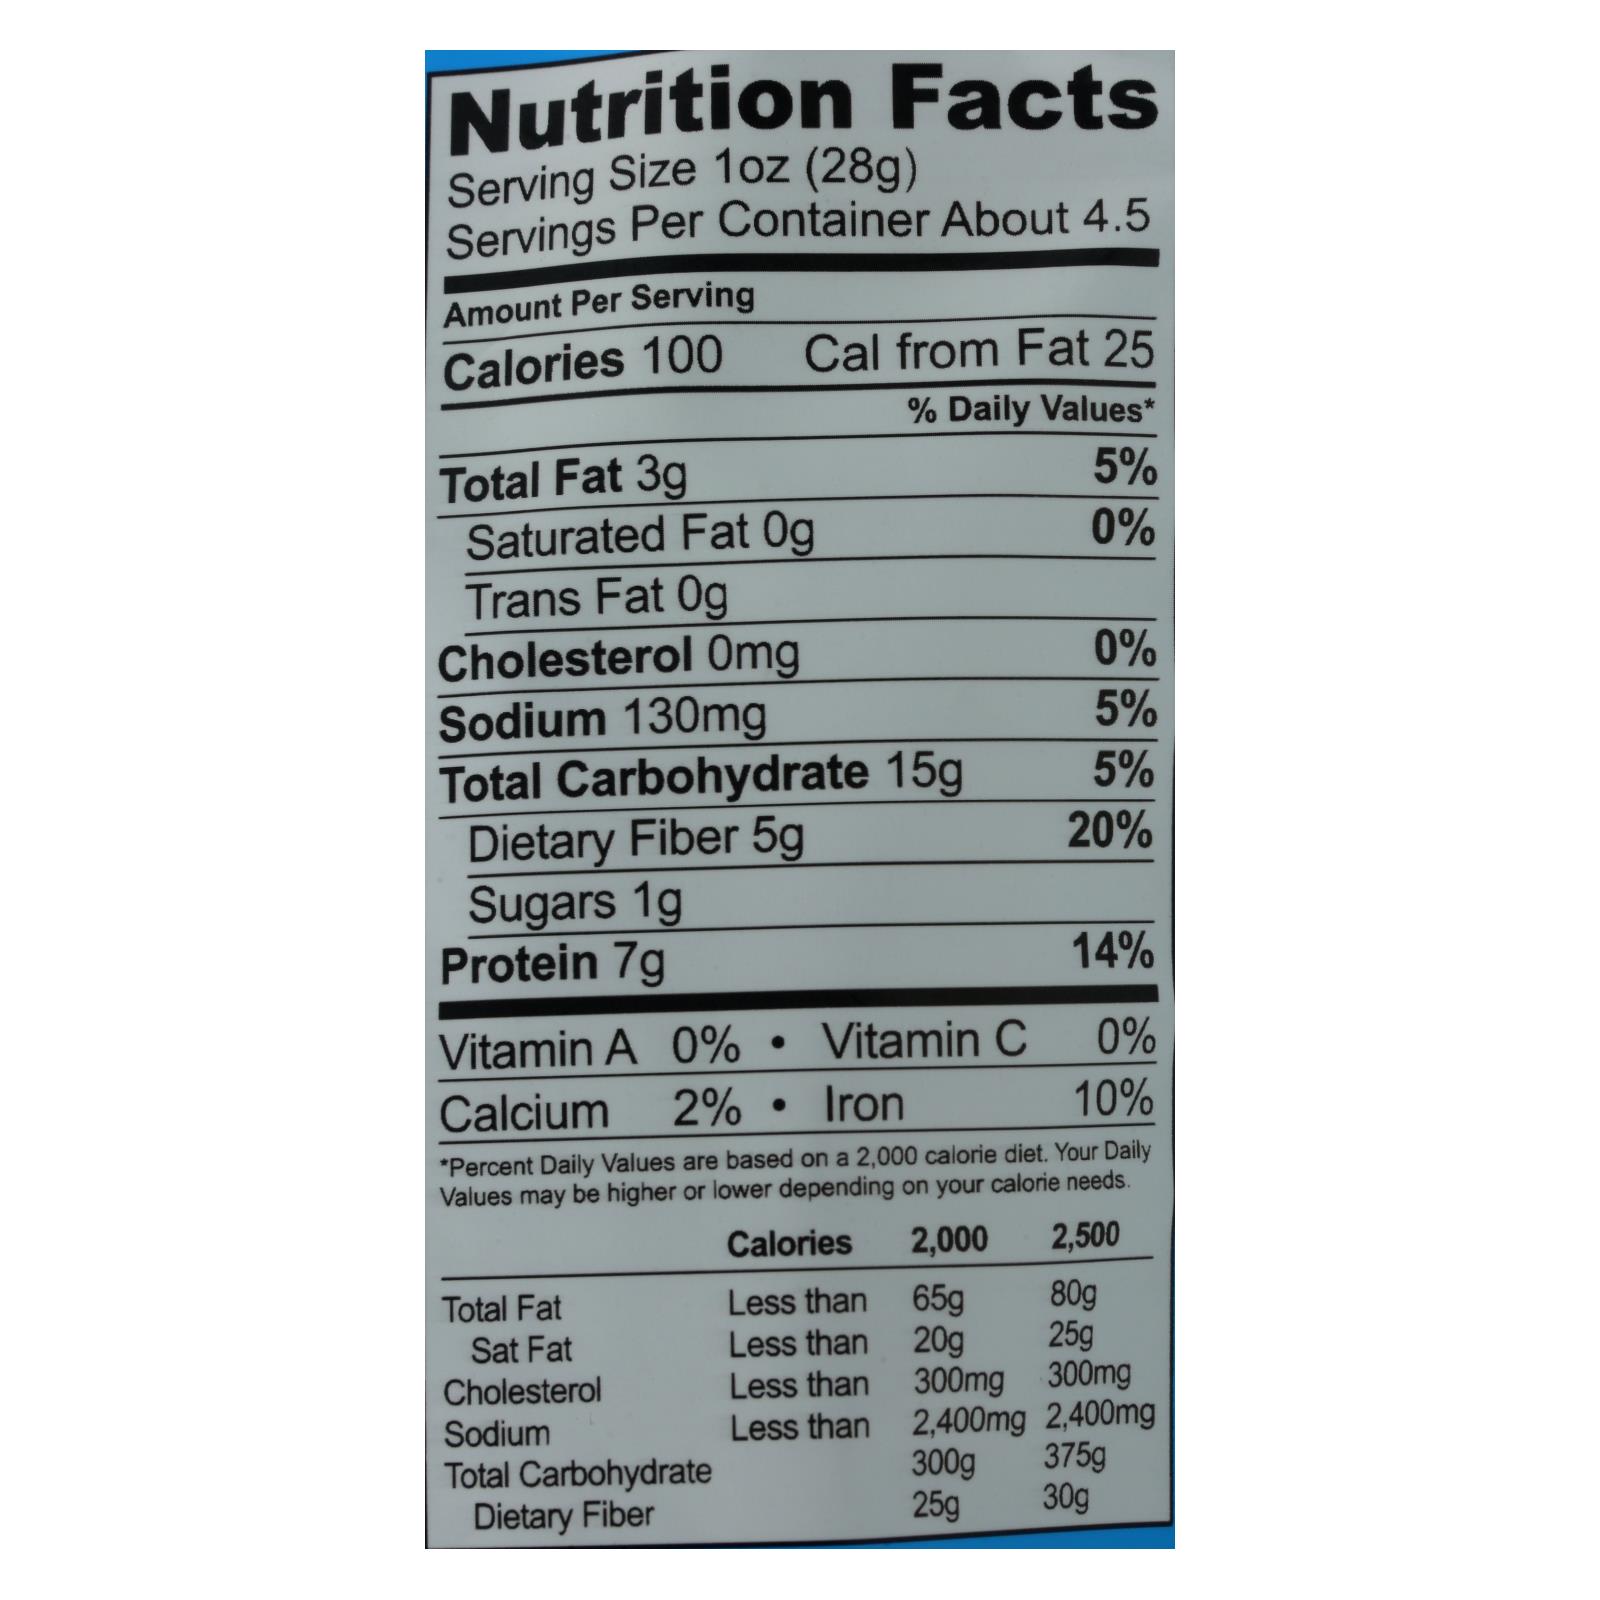 Nutrition Facts
Serving Size 1oz (28g)
Servings Per Container About 4.5
Amount Per Serving
Calories 100 Cal from Fat 25
% Daily Values*
Total Fat 3g 5%
Saturated Fat 0g 0%
Trans Fat 0g
Cholesterol 0mg 0%
Sodium 130mg 5%
Total Carbohydrate 15g 5%
Dietary Fiber 5g 20%
Sugars 1g
Protein 7g 14%
Vitamin A 0% • Vitamin C 0%
Calcium 2% • Iron 10%
*Percent Daily Values are based on a 2,000 calorie diet. Your Daily
Values may be higher or lower depending on your calorie needs.
Calories 2,000 2,500
Total Fat Less than 65g 80g
Sat Fat Less than 20g 25g
Cholesterol Less than 300mg 300mg
Sodium Less than 2,400mg 2,400mg
Total Carbohydrate 300g 375g
Dietary Fiber 25g 30g